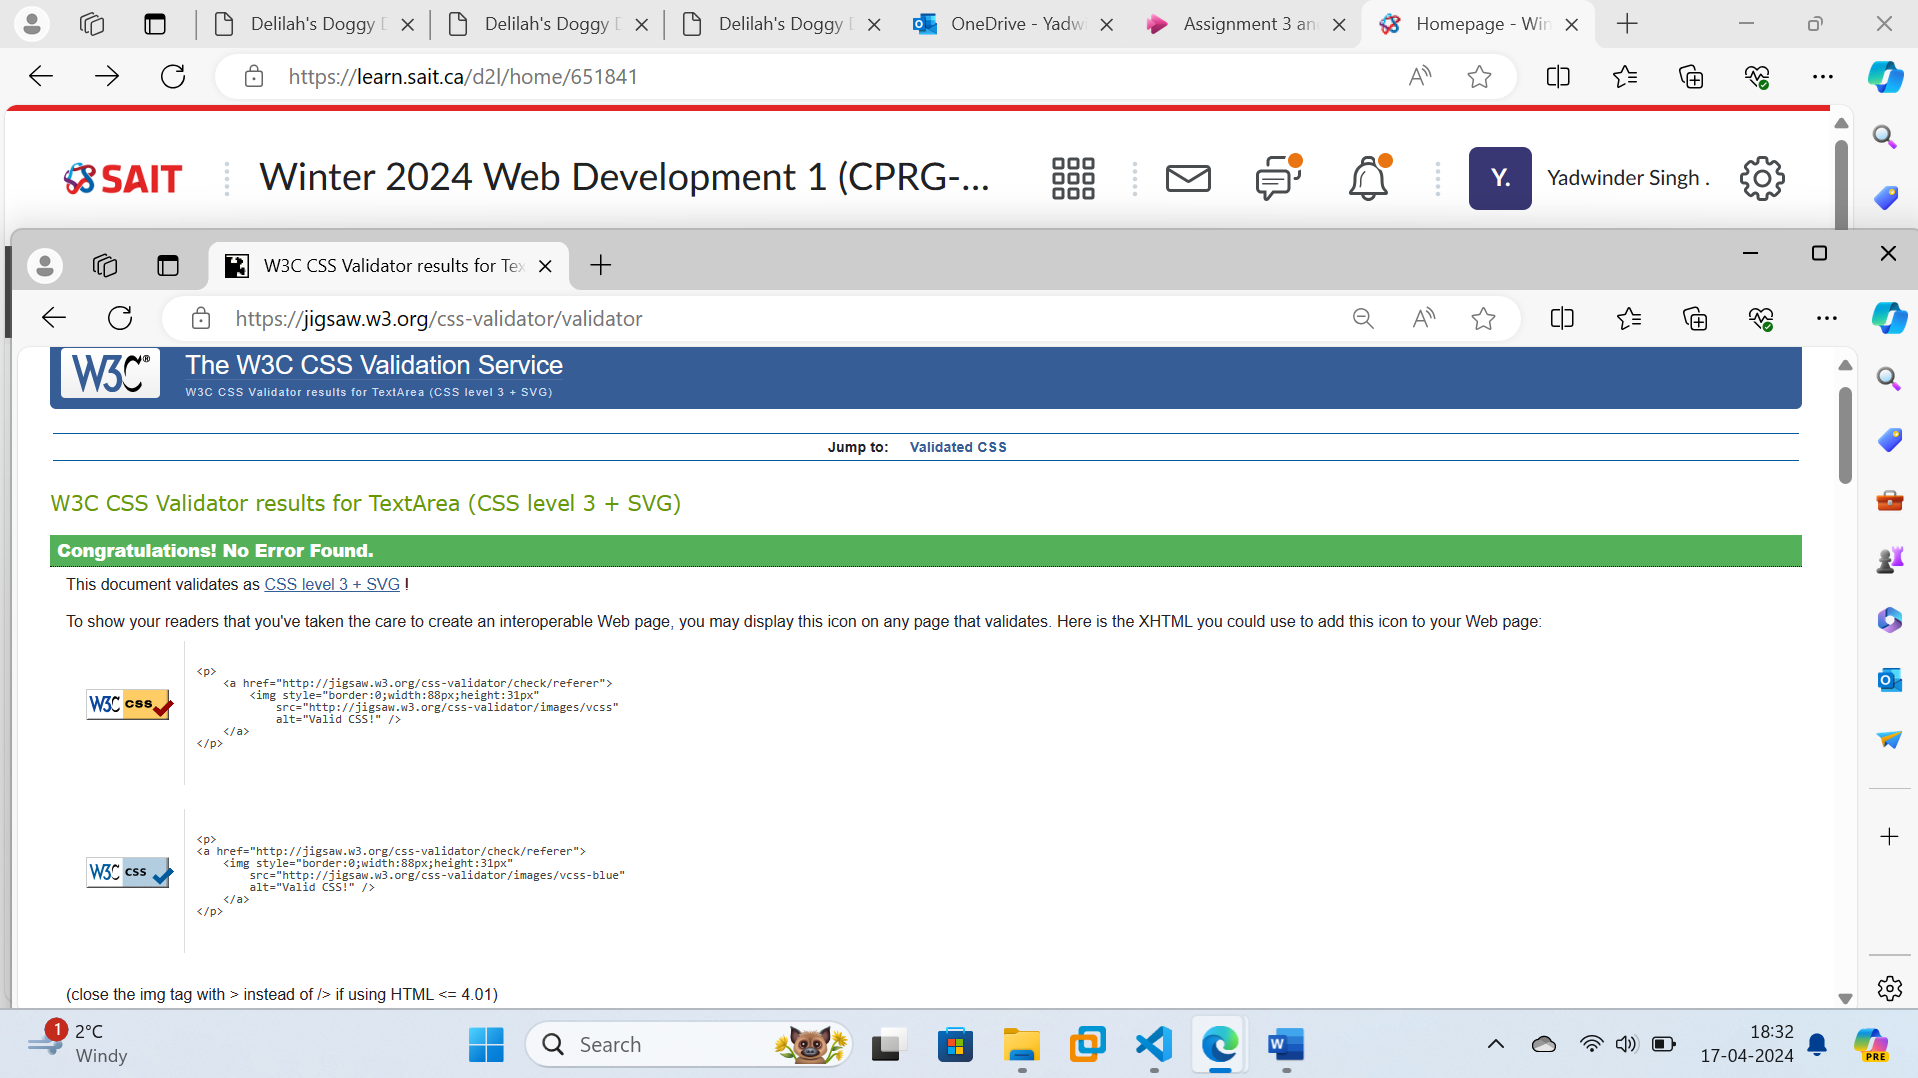 Delilah's Doggy D
Delilah's Doggy D
Delilah's Doggy D
OneDrive - Yadwi
Assignment 3 an
Homepage - Win
https://learn.sait.ca/d2l/home/651841
SAIT
Winter 2024 Web Development 1 (CPRG-...
Y.
Yadwinder Singh .
W3C CSS Validator results for Tex
https://jigsaw.w3.org/css-validator/validator
W3C®
The W3C CSS Validation Service
W3C CSS Validator results for TextArea (CSS level 3 + SVG)
Jump to: Validated CSS
W3C CSS Validator results for TextArea (CSS level 3 + SVG)
Congratulations! No Error Found.
This document validates as CSS level 3 + SVG !
To show your readers that you've taken the care to create an interoperable Web page, you may display this icon on any page that validates. Here is the XHTML you could use to add this icon to your Web page:
W3C css
<p>
<a href="http://jigsaw.w3.org/css-validator/check/referer">
<img style="border:0;width:88px;height:31px"
src="http://jigsaw.w3.org/css-validator/images/vcss"
alt="Valid CSS!" />
</a>
</p>
W3C css
<p>
<a href="http://jigsaw.w3.org/css-validator/check/referer">
<img style="border:0;width:88px;height:31px"
src="http://jigsaw.w3.org/css-validator/images/vcss-blue"
alt="Valid CSS!" />
</a>
</p>
(close the img tag with > instead of /> if using HTML <= 4.01)
1
2°C
Windy
Search
W
18:32
17-04-2024
PRE